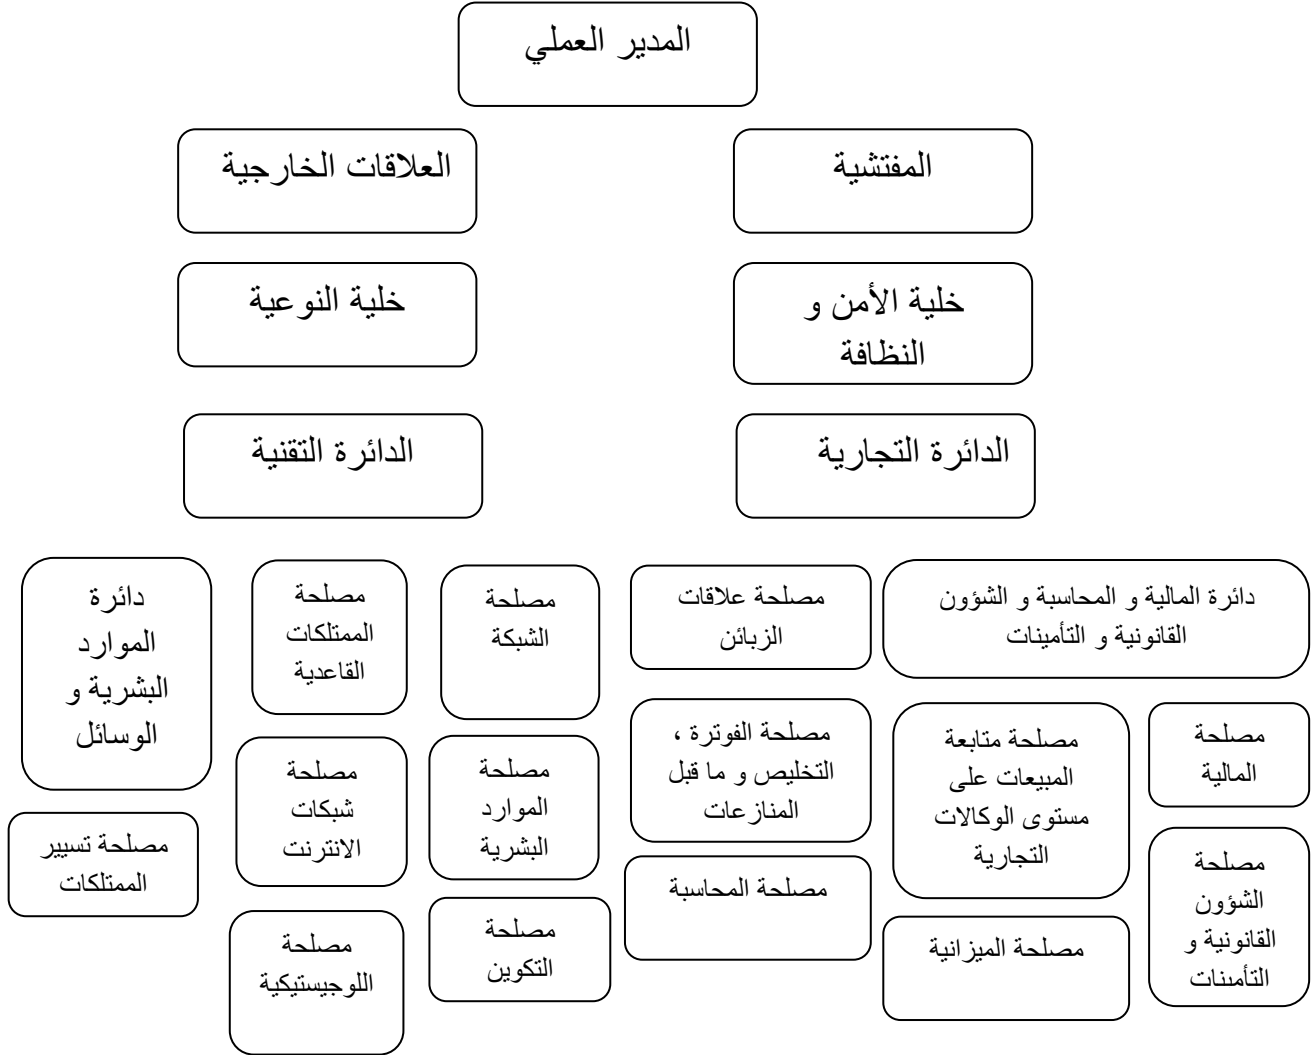 المدير العملي
المفتشية
العلاقات الخارجية
خلية الأمن و
النظافة
خلية النوعية
الدائرة التجارية
الدائرة التقنية
دائرة المالية و المحاسبة و الشؤون
القانونية و التأمينات
مصلحة علاقات
الزبائن
مصلحة
الشبكة
مصلحة
الممتلكات
القاعدية
دائرة
الموارد
البشرية و
الوسائل
مصلحة
المالية
مصلحة متابعة
المبيعات على
مستوى الوكالات
التجارية
مصلحة الفوترة ،
التخليص و ما قبل
المنازعات
مصلحة
الموارد
البشرية
مصلحة
شبكات
الانترنت
مصلحة تسيير
الممتلكات
مصلحة
الشؤون
القانونية و
التأمينات
مصلحة الميزانية
مصلحة المحاسبة
مصلحة
التكوين
مصلحة
اللوجيستيكية